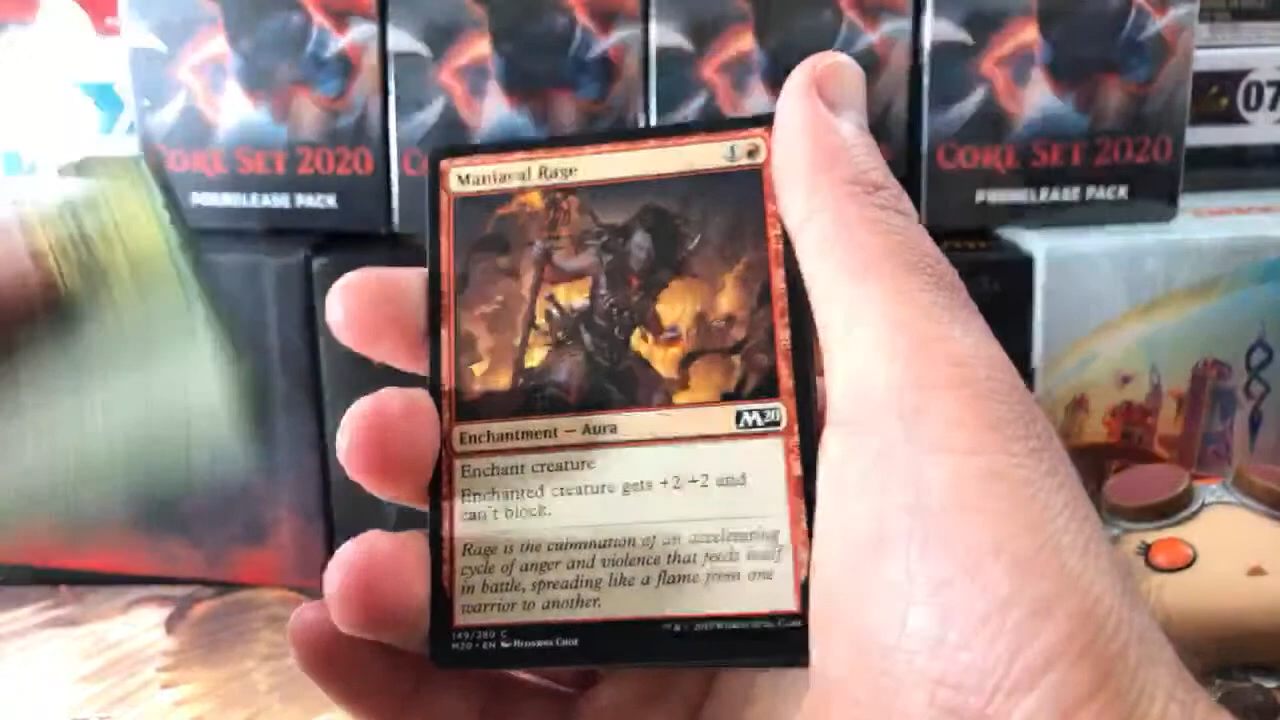 CORE SET 2020
PRERELEASE PACK
CORE SET 2020
PRERELEASE PACK
07
Maniacal Rage
1
M20
Enchantment — Aura
Enchant creature
Enchanted creature gets +2/+2 and
can't block.
Rage is the culmination of an accelerating
cycle of anger and violence that feeds itself
in battle, spreading like a flame from one
warrior to another.
149/280 C
M20 • EN